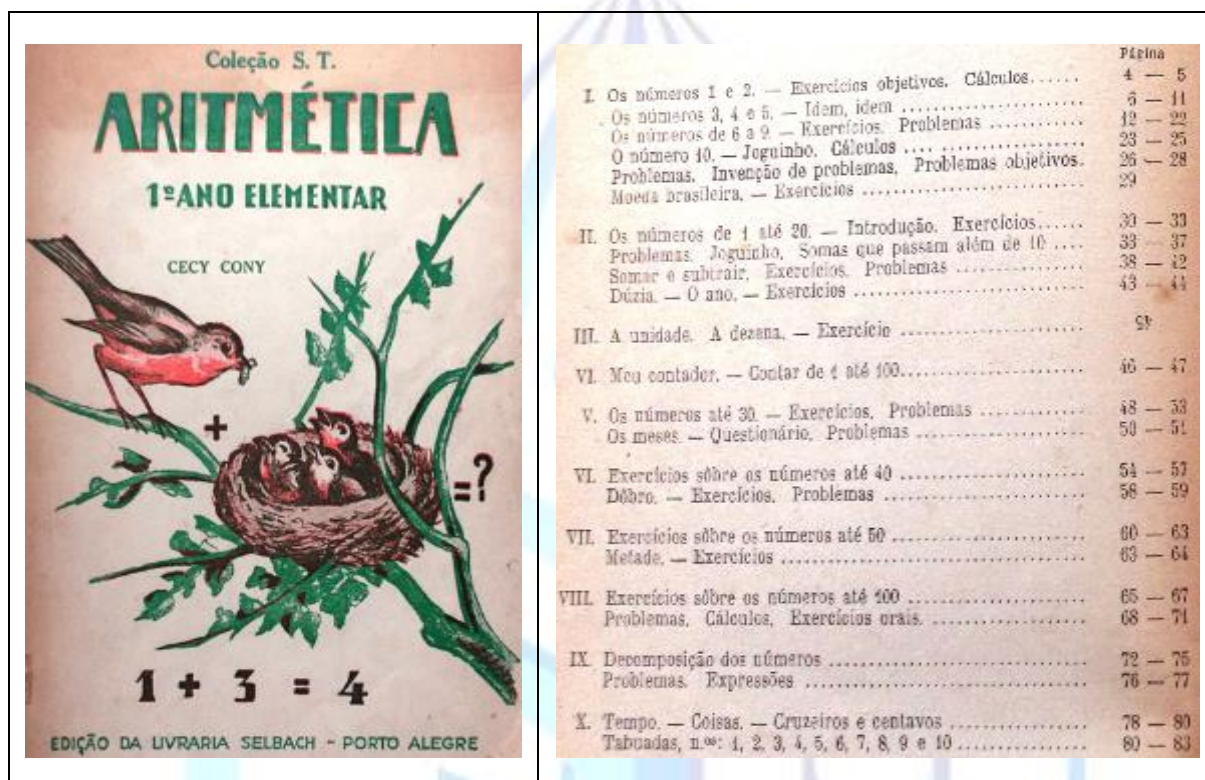 Coleção S. T.
ARITMÉTICA
1º ANO ELEMENTAR
CECY CONY
+
=?
1 + 3 = 4
EDIÇÃO DA LIVRARIA SELBACH - PORTO ALEGRE
Página
I. Os números 1 e 2. — Exercícios objetivos. Cálculos...... 4 — 5
Os números 3, 4 e 5. — Idem, idem ........................ 6 — 11
Os números de 6 a 9. — Exercícios. Problemas ............ 12 — 22
O número 10. — Joguinho. Cálculos .... .................... 23 — 25
Problemas. Invenção de problemas. Problemas objetivos. 26 — 28
Moeda brasileira. — Exercícios ............................ 29
II. Os números de 1 até 20. — Introdução. Exercícios...... 30 — 33
Problemas. Joguinho. Somas que passam além de 10 .... 33 — 37
Somar e subtrair. Exercícios. Problemas ................ 38 — 42
Dúzia. — O ano. — Exercícios ............................ 43 — 44
III. A unidade. A dezena. — Exercício ...................... 45
VI. Meu contador. — Contar de 1 até 100...................... 46 — 47
V. Os números até 30. — Exercícios. Problemas ............ 48 — 53
Os meses. — Questionário. Problemas .................... 50 — 51
VI. Exercícios sôbre os números até 40 ...................... 54 — 57
Dôbro. — Exercícios. Problemas ........................ 58 — 59
VII. Exercícios sôbre os números até 50 ...................... 60 — 63
Metade. — Exercícios .................................... 63 — 64
VIII. Exercícios sôbre os números até 100 .................... 65 — 67
Problemas. Cálculos. Exercícios orais. .................. 68 — 71
IX. Decomposição dos números .............................. 72 — 75
Problemas. Expressões .................................. 76 — 77
X. Tempo. — Coisas. — Cruzeiros e centavos ................ 78 — 80
Tabuadas, n.os: 1, 2, 3, 4, 5, 6, 7, 8, 9 e 10 ................ 80 — 83